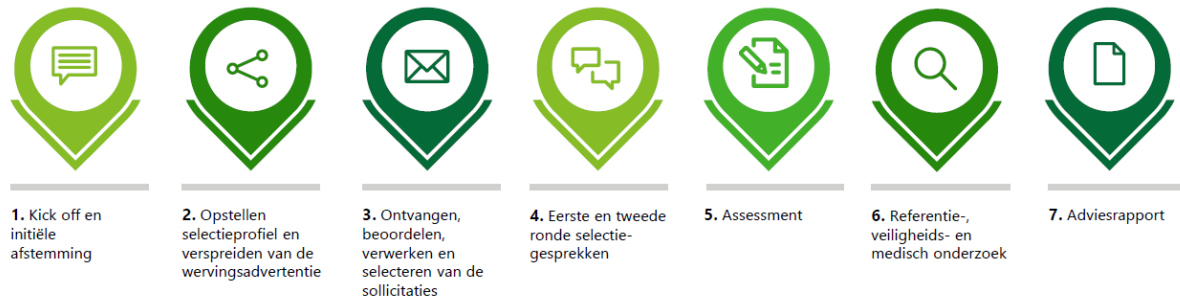 1. Kick off en
initiële
afstemming
2. Opstellen
selectieprofiel en
verspreiden van de
wervingsadvertentie
3. Ontvangen,
beoordelen,
verwerken en
selecteren van de
sollicitaties
4. Eerste en tweede
ronde selectie-
gesprekken
5. Assessment
6. Referentie-,
veiligheids- en
medisch onderzoek
7. Adviesrapport